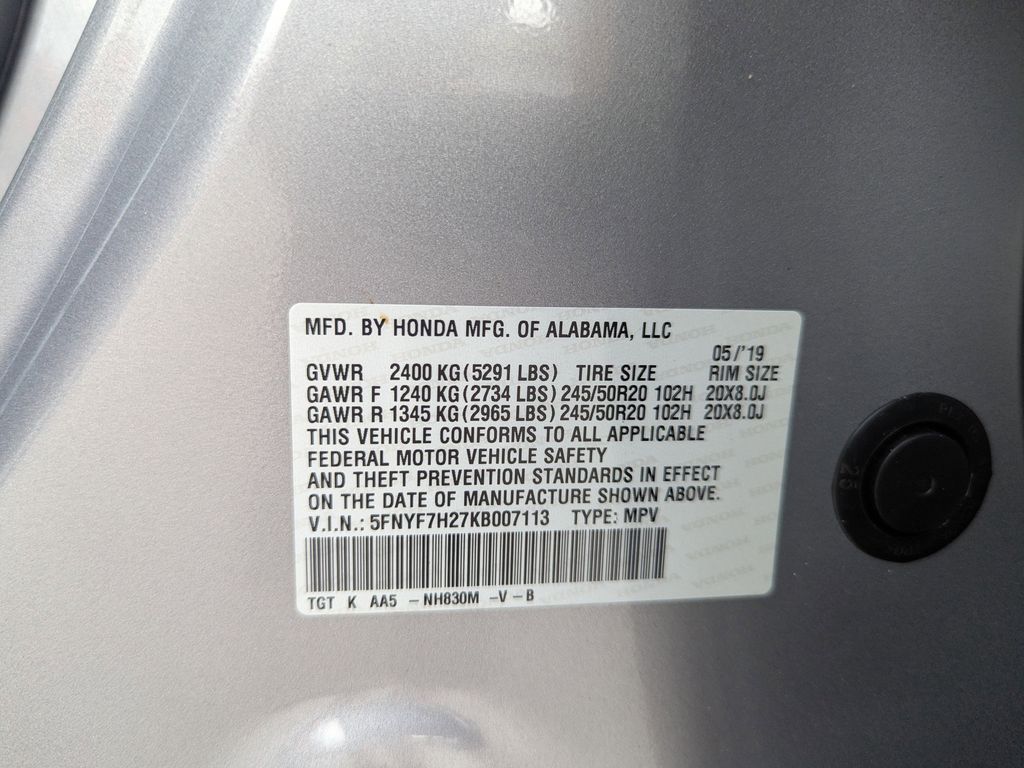 MFD. BY HONDA MFG. OF ALABAMA, LLC
05/'19
GVWR 2400 KG(5291 LBS) TIRE SIZE RIM SIZE
GAWR F 1240 KG(2734 LBS) 245/50R20 102H 20X8.0J
GAWR R 1345 KG(2965 LBS) 245/50R20 102H 20X8.0J
THIS VEHICLE CONFORMS TO ALL APPLICABLE
FEDERAL MOTOR VEHICLE SAFETY
AND THEFT PREVENTION STANDARDS IN EFFECT
ON THE DATE OF MANUFACTURE SHOWN ABOVE.
V.I.N.: 5FNYF7H27KB007113 TYPE: MPV
TGT K AA5 -NH830M -V-B
25